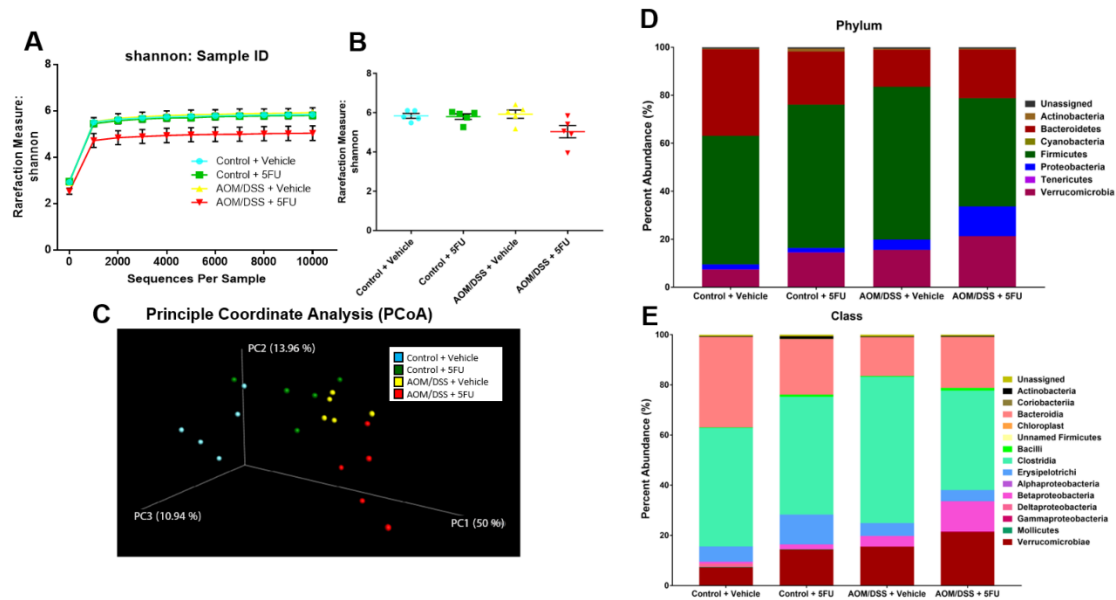 A
shannon: Sample ID
Rarefaction Measure:
shannon
8
6
4
2
0
0
2000
4000
6000
8000
10000
Sequences Per Sample
Control + Vehicle
Control + 5FU
AOM/DSS + Vehicle
AOM/DSS + 5FU
B
Rarefaction Measure:
shannon
8
6
4
2
0
Control + Vehicle
Control + 5FU
AOM/DSS + Vehicle
AOM/DSS + 5FU
C
Principle Coordinate Analysis (PCoA)
PC2 (13.96 %)
PC3 (10.94 %)
PC1 (50 %)
Control + Vehicle
Control + 5FU
AOM/DSS + Vehicle
AOM/DSS + 5FU
D
Phylum
Percent Abundance (%)
100
80
60
40
20
0
Control + Vehicle
Control + 5FU
AOM/DSS + Vehicle
AOM/DSS + 5FU
Unassigned
Actinobacteria
Bacteroidetes
Cyanobacteria
Firmicutes
Proteobacteria
Tenericutes
Verrucomicrobia
E
Class
Percent Abundance (%)
100
80
60
40
20
0
Control + Vehicle
Control + 5FU
AOM/DSS + Vehicle
AOM/DSS + 5FU
Unassigned
Actinobacteria
Coriobacteriia
Bacteroidia
Chloroplast
Unnamed Firmicutes
Bacilli
Clostridia
Erysipelotrichi
Alphaproteobacteria
Betaproteobacteria
Deltaproteobacteria
Gammaproteobacteria
Mollicutes
Verrucomicrobiae